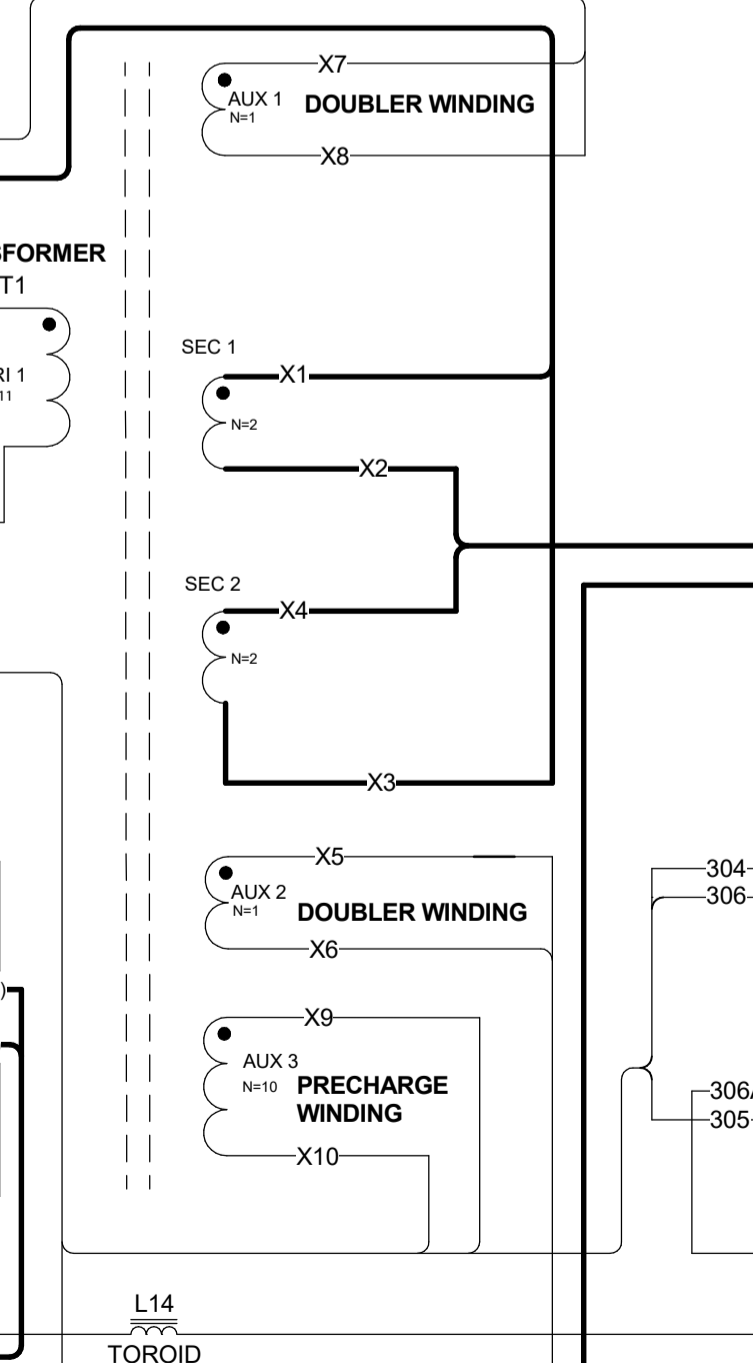 X7
AUX 1
N=1
DOUBLER WINDING
X8
SFORMER
T1
RI 1
11
SEC 1
X1
N=2
X2
SEC 2
X4
N=2
X3
X5
AUX 2
N=1
DOUBLER WINDING
X6
304
306
)
X9
AUX 3
N=10
PRECHARGE
WINDING
X10
306A
305
L14
TOROID